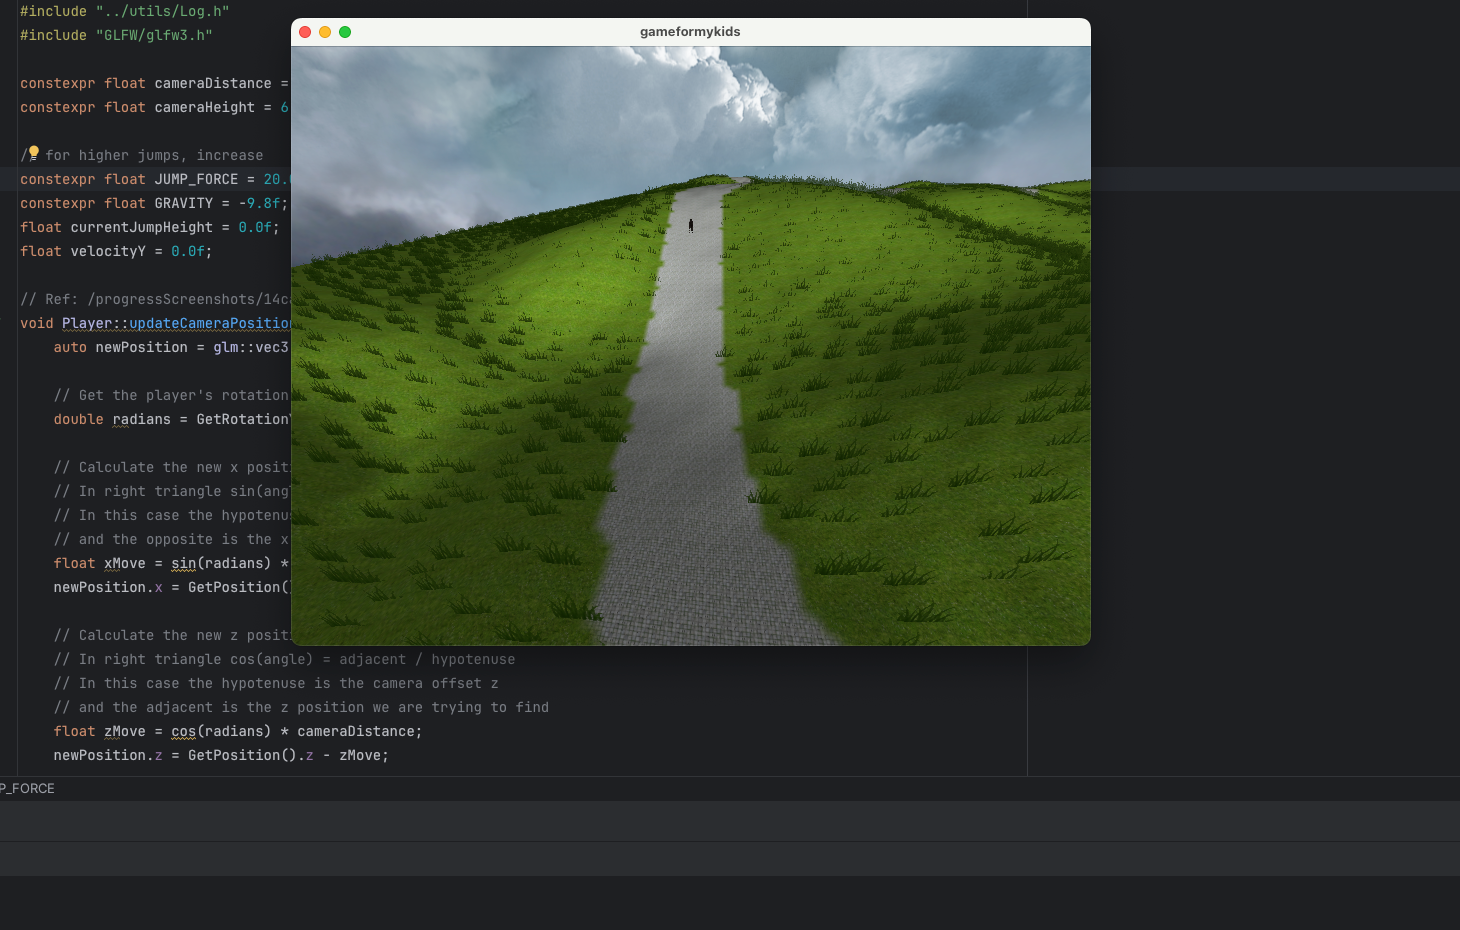 #include "../utils/Log.h"
#include "GLFW/glfw3.h"
gameformykids
constexpr float cameraDistance =
constexpr float cameraHeight = 6
// for higher jumps, increase
constexpr float JUMP_FORCE = 20.
constexpr float GRAVITY = -9.8f;
float currentJumpHeight = 0.0f;
float velocityY = 0.0f;
// Ref: /progressScreenshots/14c
void Player::updateCameraPosition
auto newPosition = glm::vec3
// Get the player's rotation
double radians = GetRotation
// Calculate the new x posit
// In right triangle sin(ang
// In this case the hypotenus
// and the opposite is the x
float xMove = sin(radians) *
newPosition.x = GetPosition(
// Calculate the new z posit
// In right triangle cos(angle) = adjacent / hypotenuse
// In this case the hypotenuse is the camera offset z
// and the adjacent is the z position we are trying to find
float zMove = cos(radians) * cameraDistance;
newPosition.z = GetPosition().z - zMove;
P_FORCE